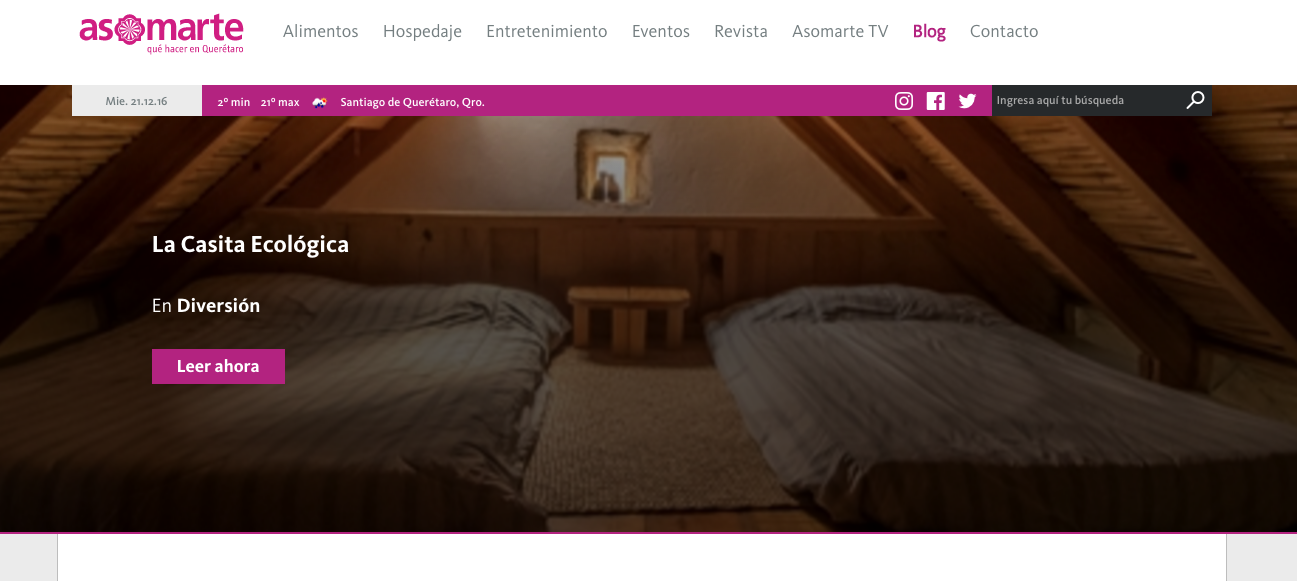 asomarte
qué hacer en Querétaro
Alimentos Hospedaje Entretenimiento Eventos Revista Asomarte TV Blog Contacto
Mie. 21.12.16 2º min 21º max Santiago de Querétaro, Qro. Ingresa aquí tu búsqueda
La Casita Ecológica
En Diversión
Leer ahora